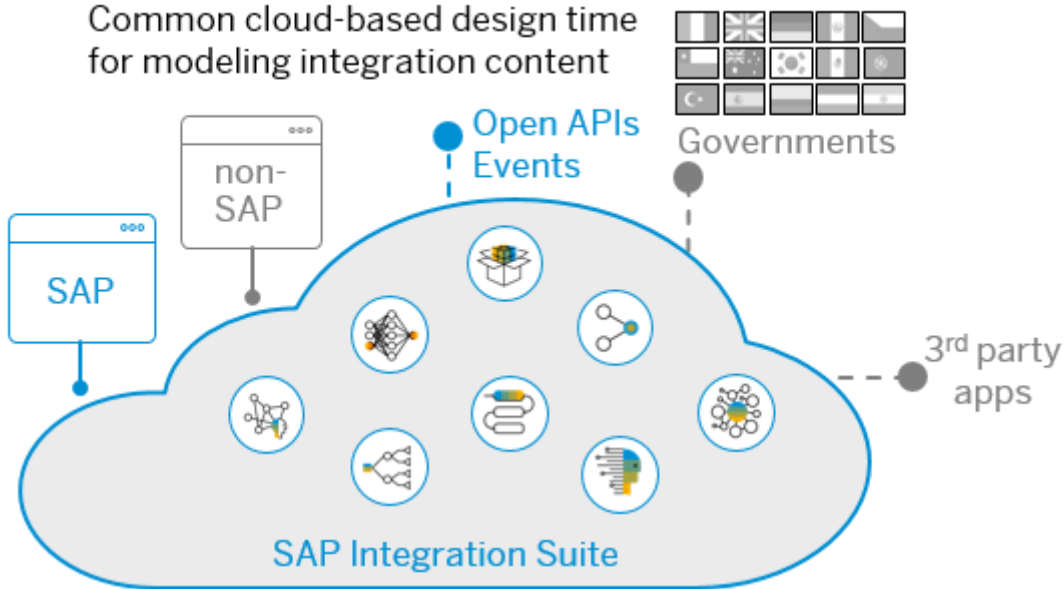 Common cloud-based design time
for modeling integration content
Open APIs
Events
Governments
non-
SAP
SAP
3rd party
apps
SAP Integration Suite